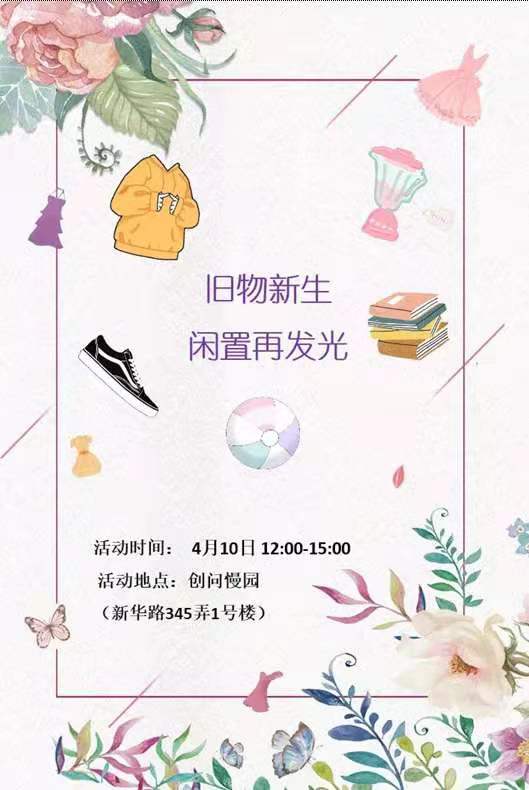 旧物新生
闲置再发光
活动时间： 4月10日 12:00-15:00
活动地点：创问慢园
（新华路345弄1号楼）